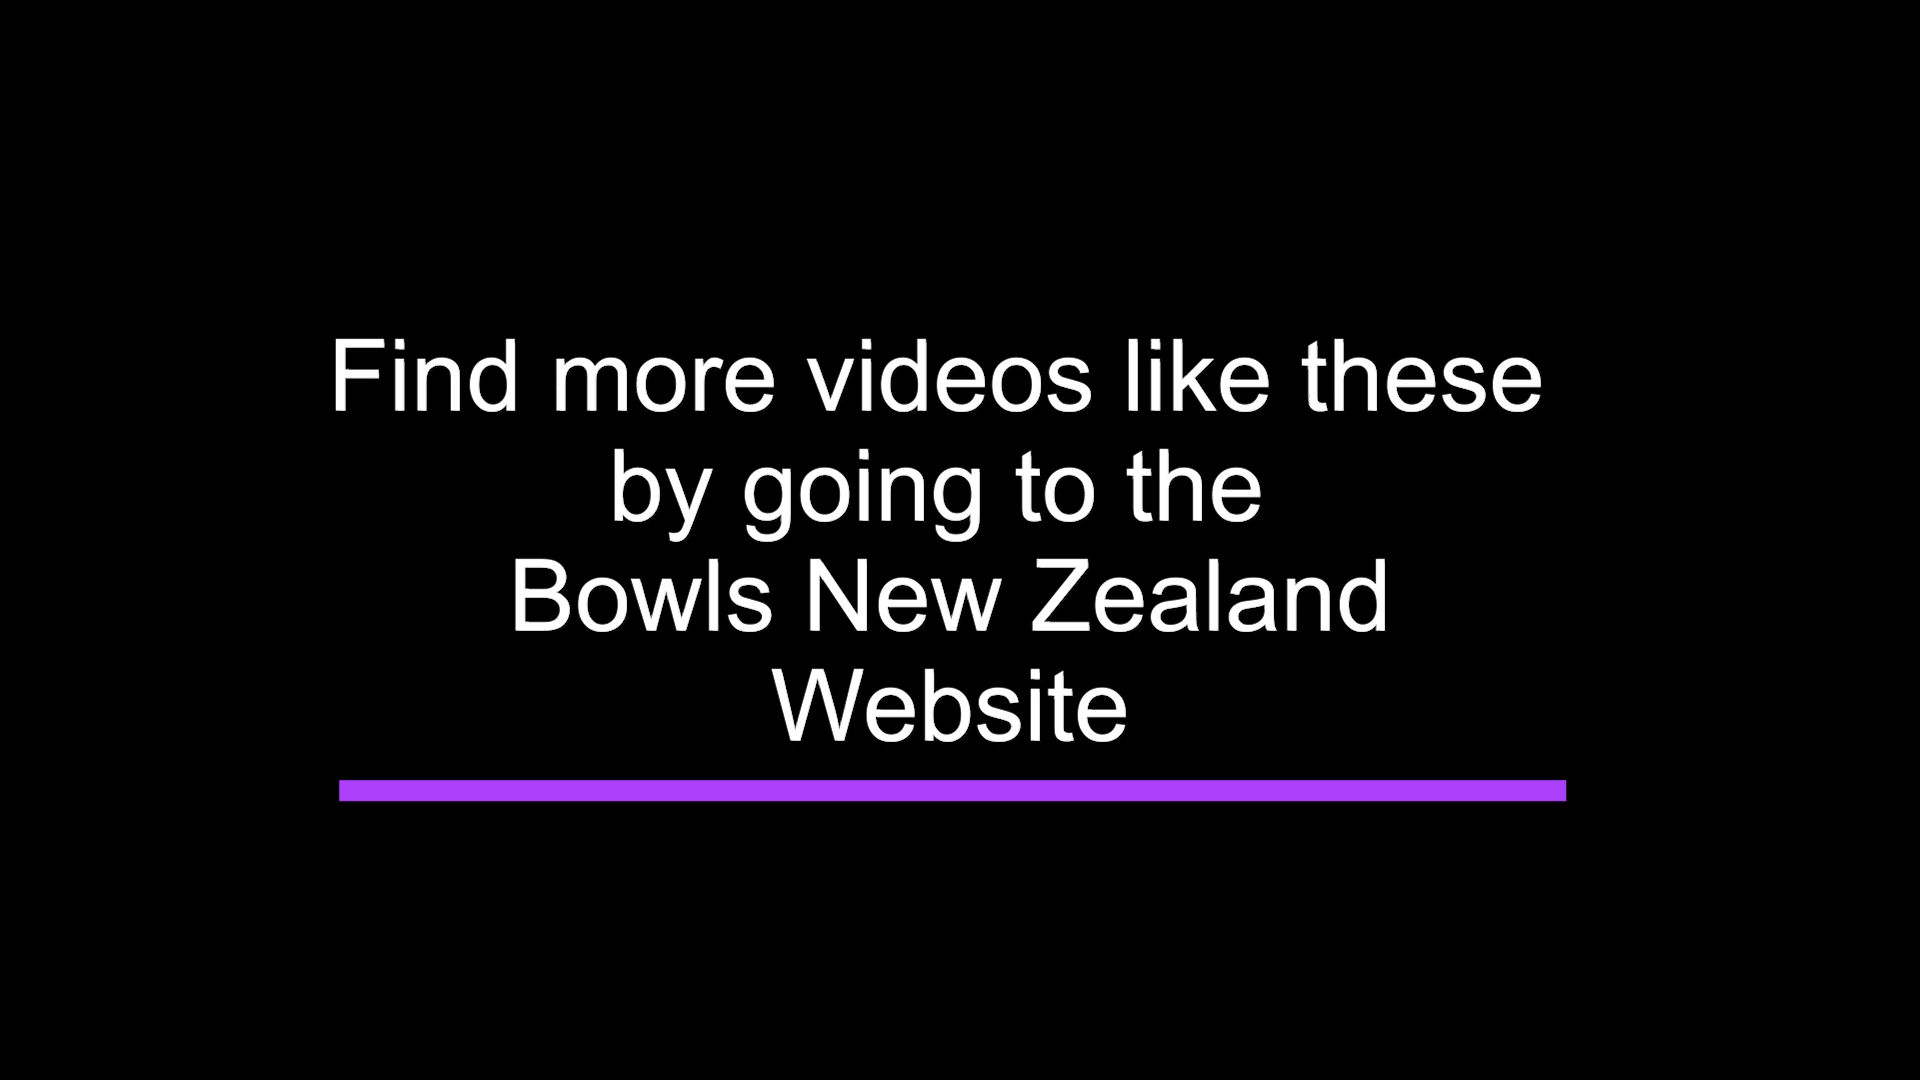 Find more videos like these
by going to the
Bowls New Zealand
Website